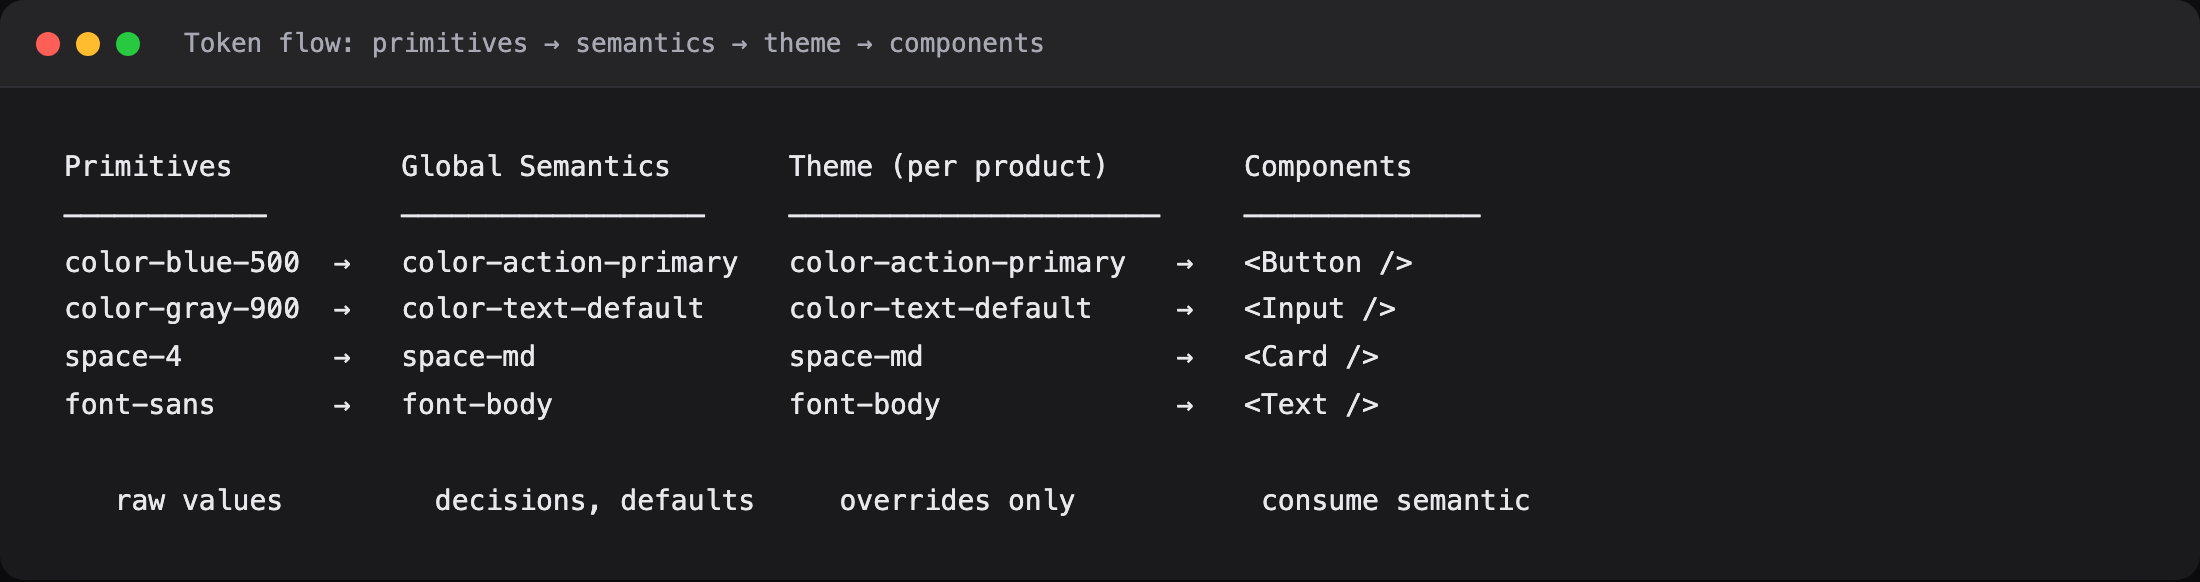 Token flow: primitives → semantics → theme → components
Primitives Global Semantics Theme (per product) Components
color-blue-500 → color-action-primary color-action-primary → <Button />
color-gray-900 → color-text-default color-text-default → <Input />
space-4 → space-md space-md → <Card />
font-sans → font-body font-body → <Text />
raw values decisions, defaults overrides only consume semantic